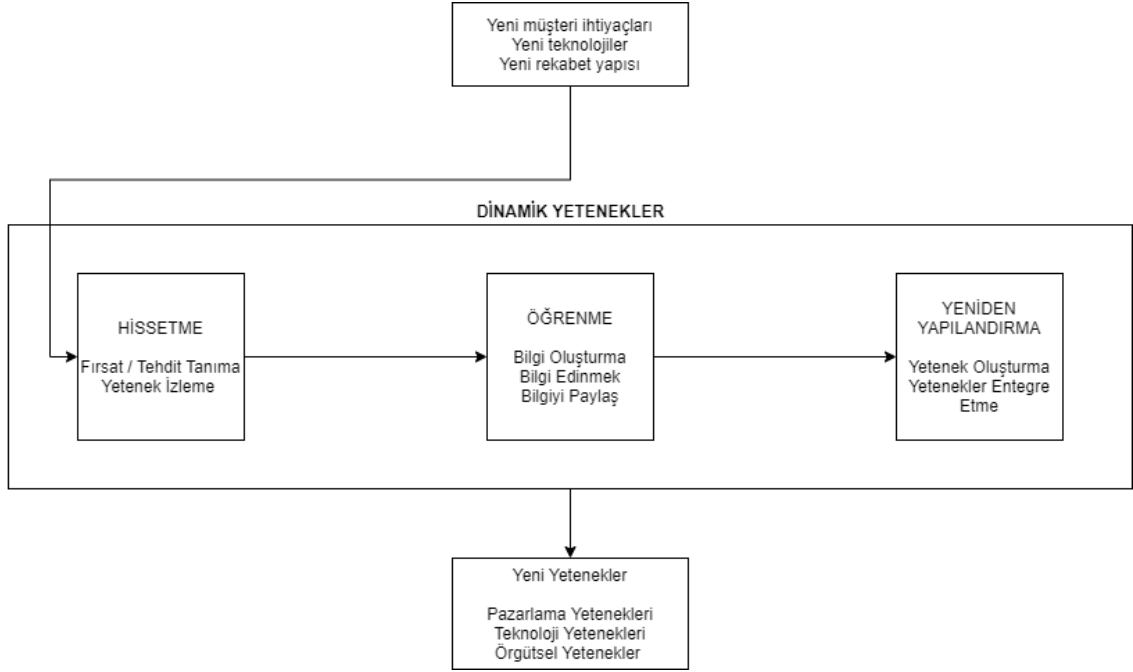 Yeni müşteri ihtiyaçları
Yeni teknolojiler
Yeni rekabet yapısı
DİNAMİK YETENEKLER
HİSSETME
Fırsat / Tehdit Tanıma
Yetenek İzleme
ÖĞRENME
Bilgi Oluşturma
Bilgi Edinmek
Bilgiyi Paylaş
YENİDEN
YAPILANDIRMA
Yetenek Oluşturma
Yetenekler Entegre
Etme
Yeni Yetenekler
Pazarlama Yetenekleri
Teknoloji Yetenekleri
Örgütsel Yetenekler